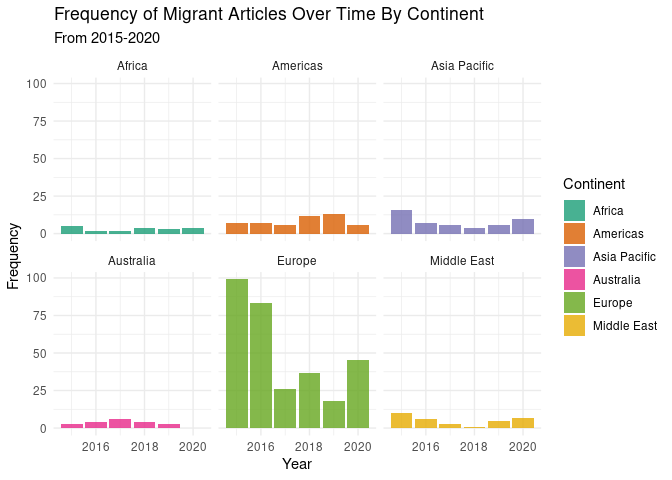 Frequency of Migrant Articles Over Time By Continent
From 2015-2020
Africa
Americas
Asia Pacific
100
75
50
25
0
Frequency
Australia
Europe
Middle East
100
75
50
25
0
2016 2018 2020
2016 2018 2020
2016 2018 2020
Year
Continent
Africa
Americas
Asia Pacific
Australia
Europe
Middle East